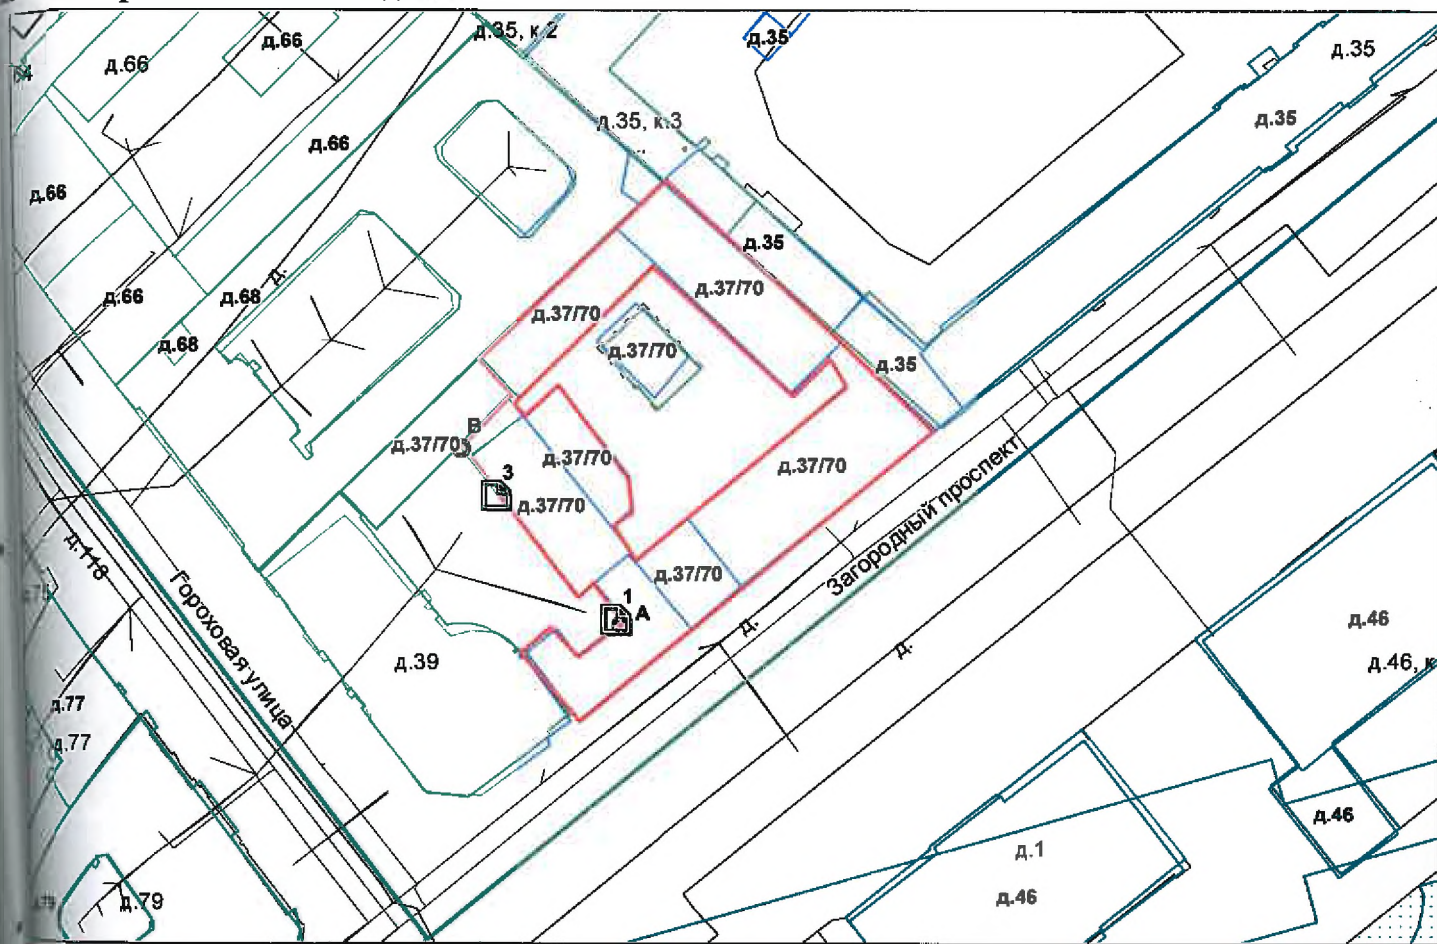 д.35, к.2
д.66
д.35
д.35
д.66
д.35
д.35, к.3
д.66
д.66
д.35
д.
д.37/70
д.66
д.68
д.37/70
д.68
д.37/70
д.35
В
д.37/70
д.37/70
д.37/70
3
д.37/70
Загородный проспект
д.118
д.37/70
Гороховая улица
1
А
д.
д.46
д.
д.39
д.46, к
д.77
д.77
д.46
д.1
д.46
д.79